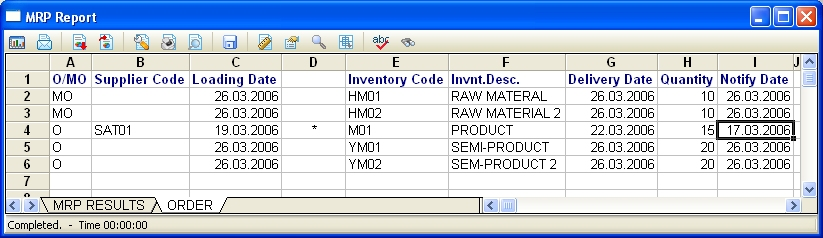 MRP Report
abc
A B C D E F G H I J
1 O/MO Supplier Code Loading Date Inventory Code Invnt.Desc. Delivery Date Quantity Notify Date
2 MO 26.03.2006 HM01 RAW MATERAL 26.03.2006 10 26.03.2006
3 MO 26.03.2006 HM02 RAW MATERIAL 2 26.03.2006 10 26.03.2006
4 O SAT01 19.03.2006 * M01 PRODUCT 22.03.2006 15 17.03.2006
5 O 26.03.2006 YM01 SEMI-PRODUCT 26.03.2006 20 26.03.2006
6 O 26.03.2006 YM02 SEM-PRODUCT 2 26.03.2006 20 26.03.2006
7
MRP RESULTS ORDER
Completed. - Time 00:00:00